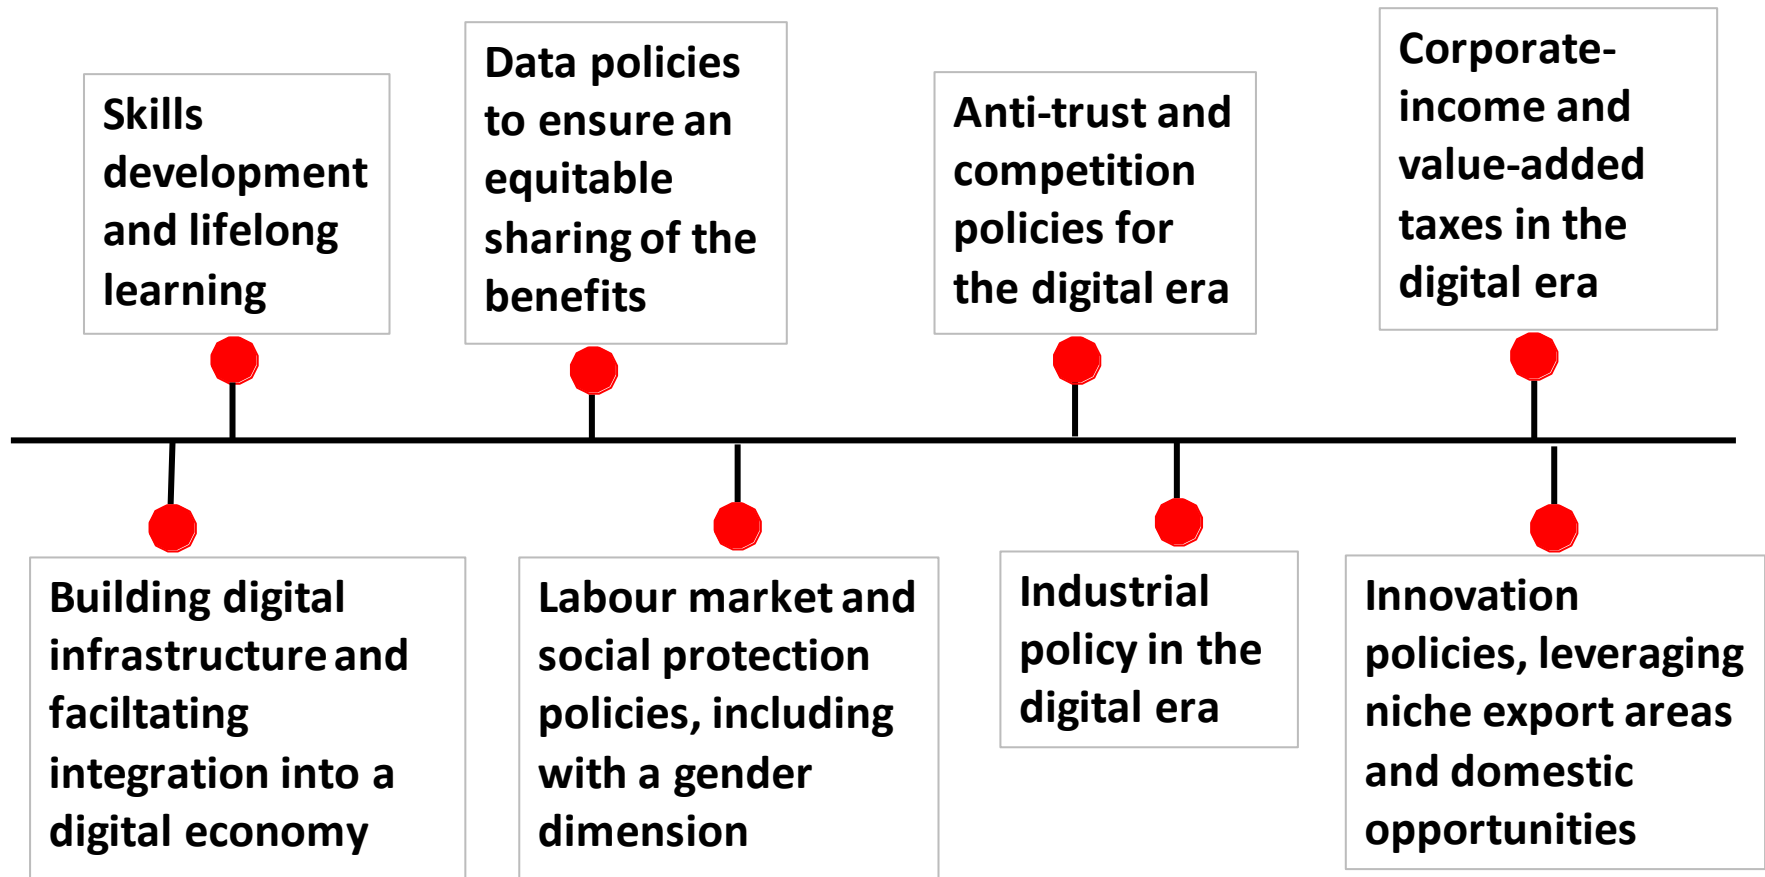 Skills
development
and lifelong
learning
Data policies
to ensure an
equitable
sharing of the
benefits
Anti-trust and
competition
policies for
the digital era
Corporate-
income and
value-added
taxes in the
digital era
Building digital
infrastructure and
faciltating
integration into a
digital economy
Labour market and
social protection
policies, including
with a gender
dimension
Industrial
policy in the
digital era
Innovation
policies, leveraging
niche export areas
and domestic
opportunities